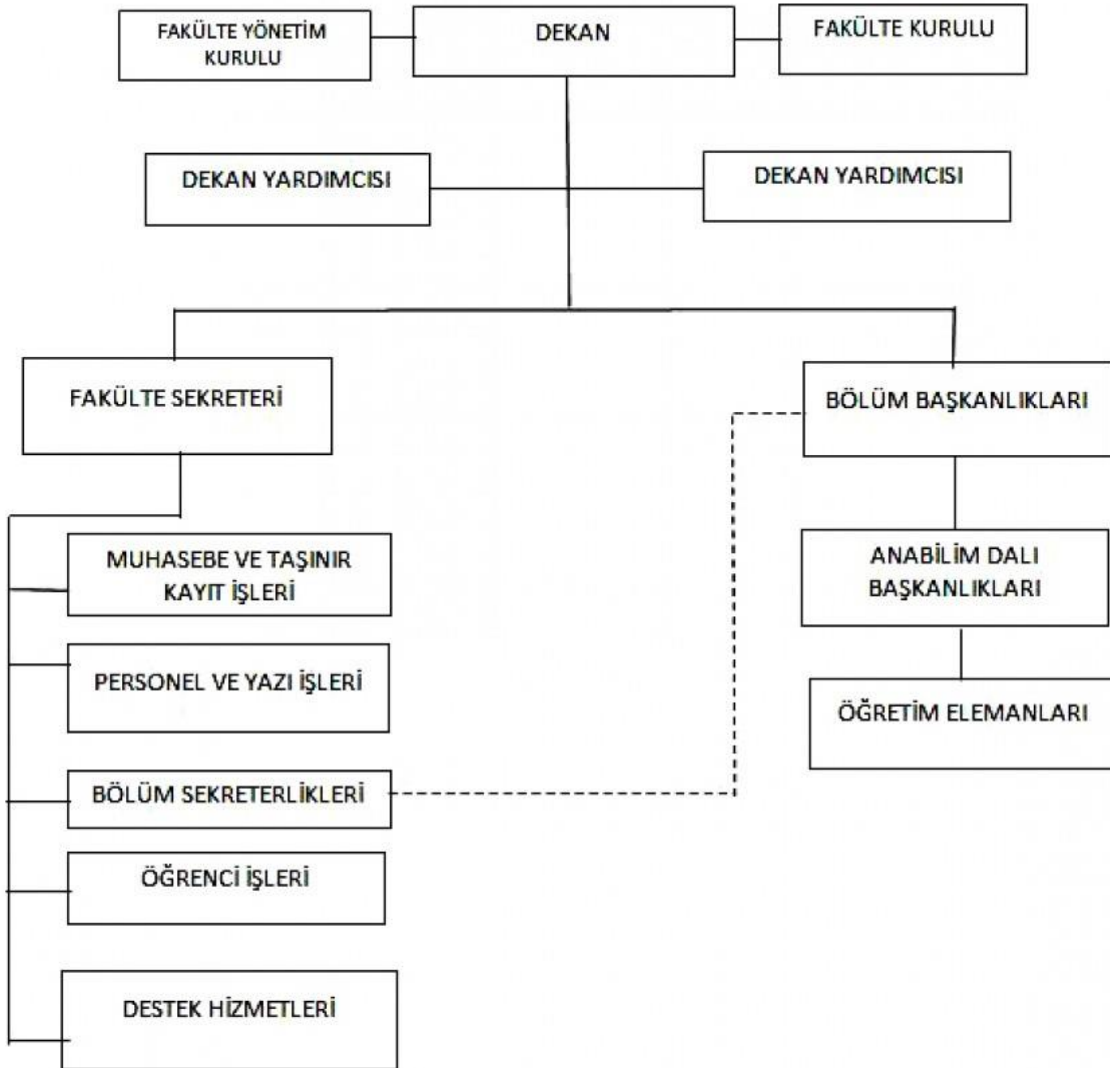 FAKÜLTE YÖNETİM
KURULU
DEKAN
FAKÜLTE KURULU
DEKAN YARDIMCISI
DEKAN YARDIMCISI
FAKÜLTE SEKRETERİ
BÖLÜM BAŞKANLIKLARI
MUHASEBE VE TAŞINIR
KAYIT İŞLERİ
ANABİLİM DALI
BAŞKANLIKLARI
PERSONEL VE YAZI İŞLERİ
ÖĞRETİM ELEMANLARI
BÖLÜM SEKRETERLİKLERİ
ÖĞRENCİ İŞLERİ
DESTEK HİZMETLERİ